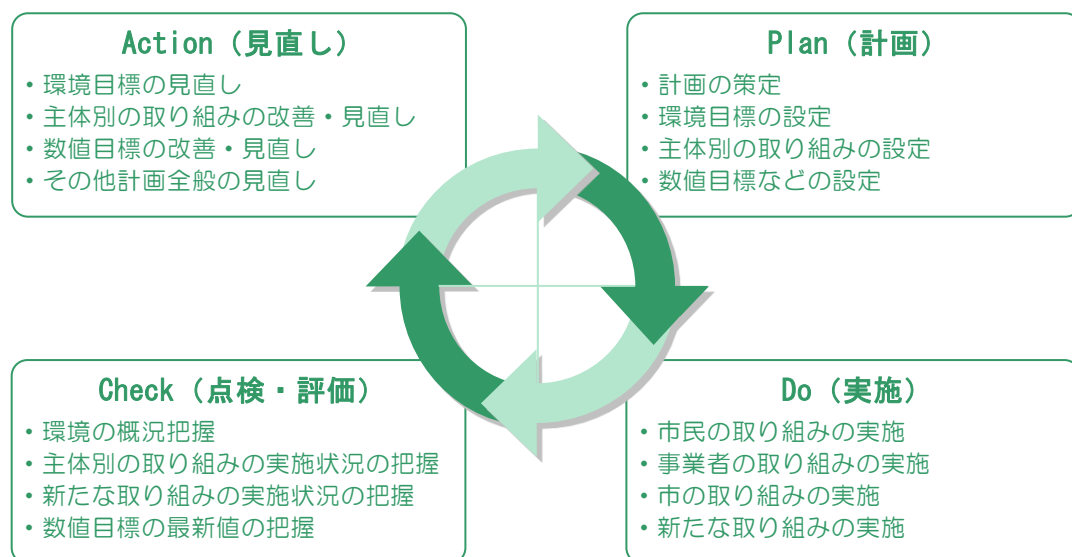 Action（見直し）
・環境目標の見直し
・主体別の取り組みの改善・見直し
・数値目標の改善・見直し
・その他計画全般の見直し
Plan（計画）
・計画の策定
・環境目標の設定
・主体別の取り組みの設定
・数値目標などの設定
Check（点検・評価）
・環境の概況把握
・主体別の取り組みの実施状況の把握
・新たな取り組みの実施状況の把握
・数値目標の最新値の把握
Do（実施）
・市民の取り組みの実施
・事業者の取り組みの実施
・市の取り組みの実施
・新たな取り組みの実施